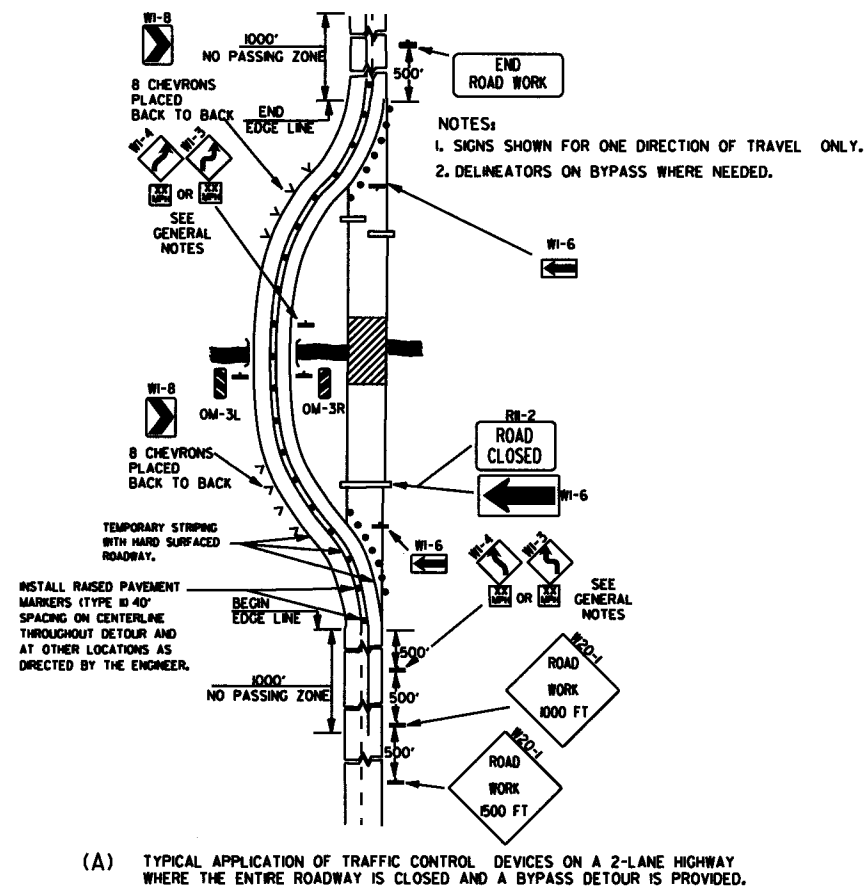 W1-8
1000'
NO PASSING ZONE
500'
END
ROAD WORK
8 CHEVRONS
PLACED
BACK TO BACK
END
EDGE LINE
NOTES:
1. SIGNS SHOWN FOR ONE DIRECTION OF TRAVEL ONLY.
2. DELINEATORS ON BYPASS WHERE NEEDED.
W1-4
W1-3
XX
MPH
OR
XX
MPH
SEE
GENERAL
NOTES
W1-6
W1-8
OM-3L
OM-3R
R11-2
ROAD
CLOSED
W1-6
8 CHEVRONS
PLACED
BACK TO BACK
TEMPORARY STRIPING
WITH HARD SURFACED
ROADWAY.
W1-6
W1-4
W1-3
XX
MPH
OR
XX
MPH
SEE
GENERAL
NOTES
INSTALL RAISED PAVEMENT
MARKERS (TYPE II) 40'
SPACING ON CENTERLINE
THROUGHOUT DETOUR AND
AT OTHER LOCATIONS AS
DIRECTED BY THE ENGINEER.
BEGIN
EDGE LINE
500'
1000'
NO PASSING ZONE
500'
W20-1
ROAD
WORK
1000 FT
500'
W20-1
ROAD
WORK
1500 FT
(A) TYPICAL APPLICATION OF TRAFFIC CONTROL DEVICES ON A 2-LANE HIGHWAY
WHERE THE ENTIRE ROADWAY IS CLOSED AND A BYPASS DETOUR IS PROVIDED.